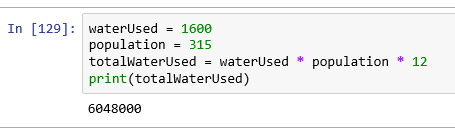 In [129]: waterUsed = 1600
population = 315
totalWaterUsed = waterUsed * population * 12
print(totalWaterUsed)
6048000